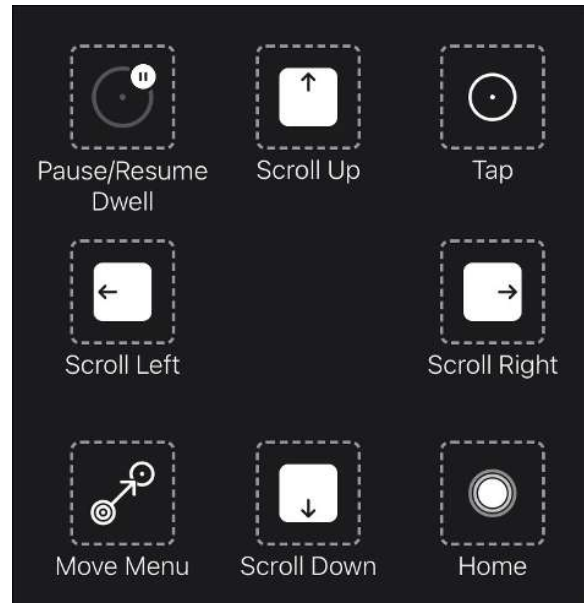 Pause/Resume
Dwell
Scroll Up
Tap
Scroll Left
Scroll Right
Move Menu
Scroll Down
Home